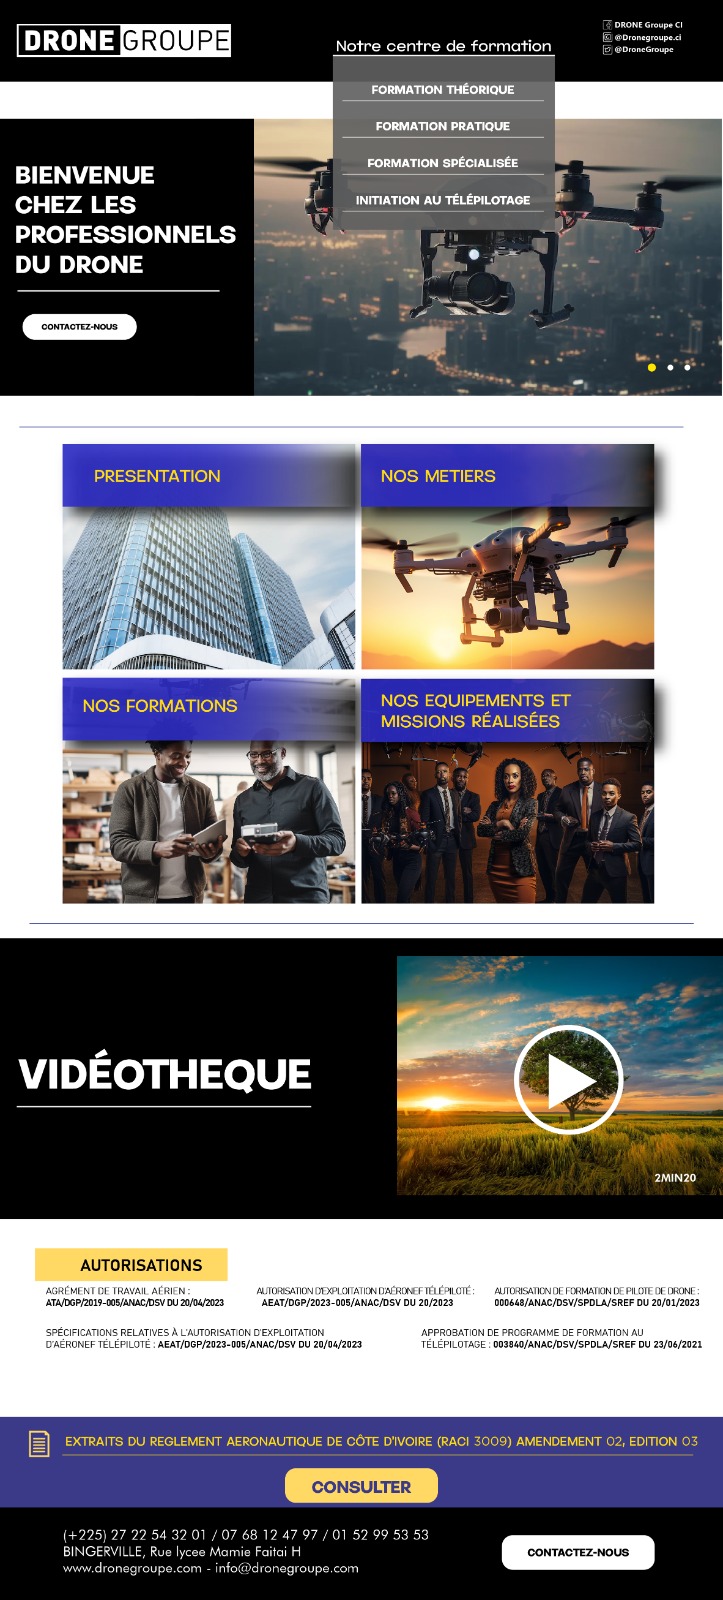 DRONE GROUPE
Notre centre de formation
DRONE Groupe CI
@Dronegroupe.ci
@DroneGroupe
FORMATION THÉORIQUE
FORMATION PRATIQUE
FORMATION SPÉCIALISÉE
INITIATION AU TÉLÉPILOTAGE
BIENVENUE
CHEZ LES
PROFESSIONNELS
DU DRONE
CONTACTEZ-NOUS
PRESENTATION
NOS METIERS
NOS FORMATIONS
NOS EQUIPEMENTS ET
MISSIONS RÉALISÉES
VIDÉOTHEQUE
2MIN20
AUTORISATIONS
AGRÉMENT DE TRAVAIL AÉRIEN :
ATA/DGP/2019-005/ANAC/DSV DU 20/04/2023
AUTORISATION D'EXPLOITATION D'AÉRONEF TÉLÉPILOTÉ :
AEAT/DGP/2023-005/ANAC/DSV DU 20/2023
AUTORISATION DE FORMATION DE PILOTE DE DRONE :
000648/ANAC/DSV/SPDLA/SREF DU 20/01/2023
SPÉCIFICATIONS RELATIVES À L'AUTORISATION D'EXPLOITATION
D'AÉRONEF TÉLÉPILOTÉ : AEAT/DGP/2023-005/ANAC/DSV DU 20/04/2023
APPROBATION DE PROGRAMME DE FORMATION AU
TÉLÉPILOTAGE : 003840/ANAC/DSV/SPDLA/SREF DU 23/06/2021
EXTRAITS DU REGLEMENT AERONAUTIQUE DE CÔTE D'IVOIRE (RACI 3009) AMENDEMENT 02, EDITION 03
CONSULTER
(+225) 27 22 54 32 01 / 07 68 12 47 97 / 01 52 99 53 53
BINGERVILLE, Rue lycee Mamie Faitai H
www.dronegroupe.com - info@dronegroupe.com
CONTACTEZ-NOUS